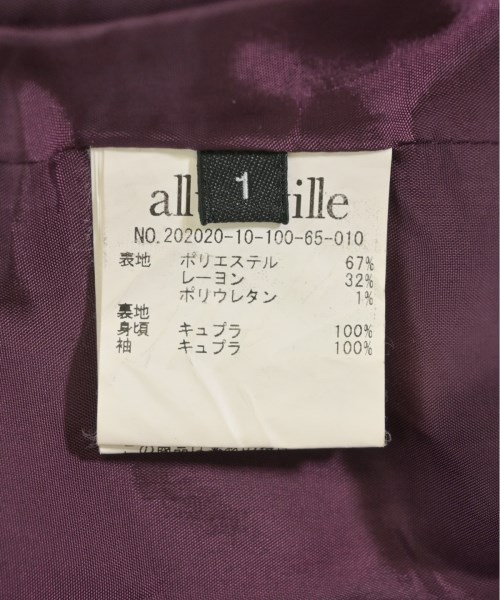 1
all ille
NO.202020-10-100-65-010
表地 ポリエステル 67%
レーヨン 32%
ポリウレタン 1%
裏地
身頃 キュプラ 100%
袖 キュプラ 100%